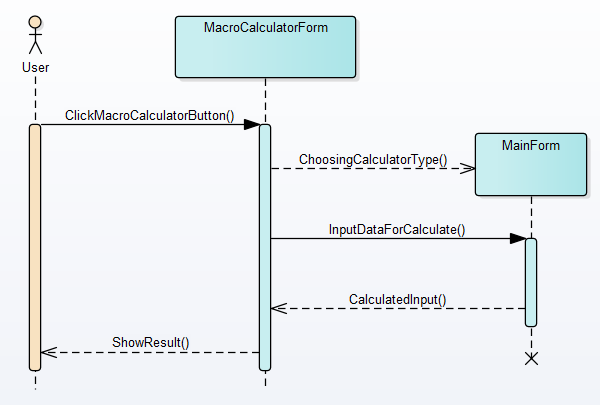 MacroCalculatorForm
User
ClickMacroCalculatorButton()
MainForm
ChoosingCalculatorType()
InputDataForCalculate()
CalculatedInput()
ShowResult()